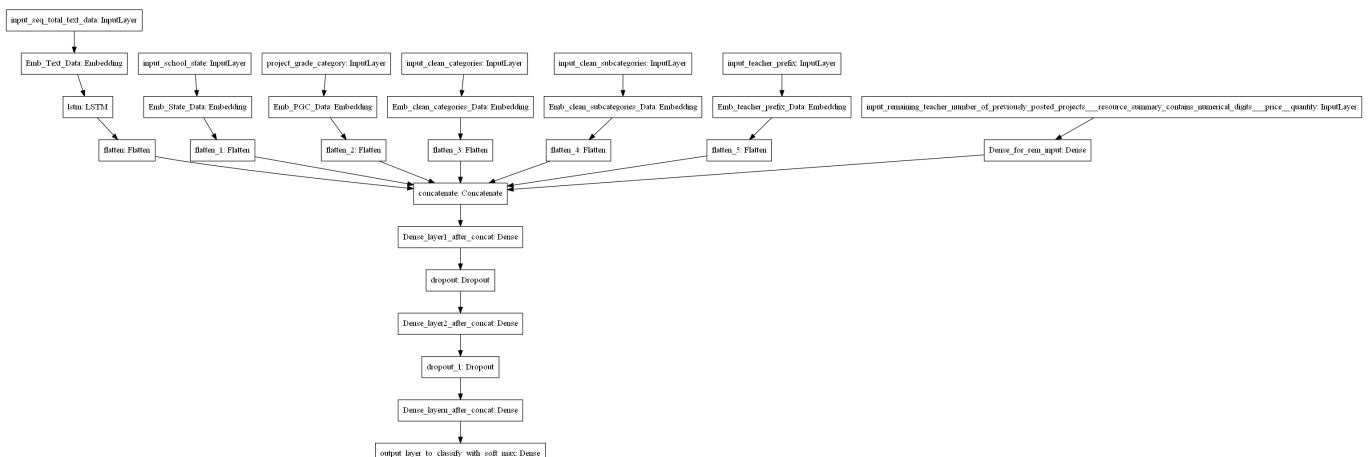 input_seq_total_text_data: InputLayer
Emb_Text_Data: Embedding
input_school_state: InputLayer
project_grade_category: InputLayer
input_clean_categories: InputLayer
input_clean_subcategories: InputLayer
input_teacher_prefix: InputLayer
lstm: LSTM
Emb_State_Data: Embedding
Emb_PGC_Data: Embedding
Emb_clean_categories_Data: Embedding
Emb_clean_subcategories_Data: Embedding
Emb_teacher_prefix_Data: Embedding
input_remaining_teacher_number_of_previously_posted_projects___resource_summary_contains_numerical_digits___price__quantity: InputLayer
flatten: Flatten
flatten_1: Flatten
flatten_2: Flatten
flatten_3: Flatten
flatten_4: Flatten
flatten_5: Flatten
Dense_for_rem_input: Dense
concatenate: Concatenate
Dense_layer1_after_concat: Dense
dropout: Dropout
Dense_layer2_after_concat: Dense
dropout_1: Dropout
Dense_layern_after_concat: Dense
output_layer_to_classify_with_soft_max: Dense